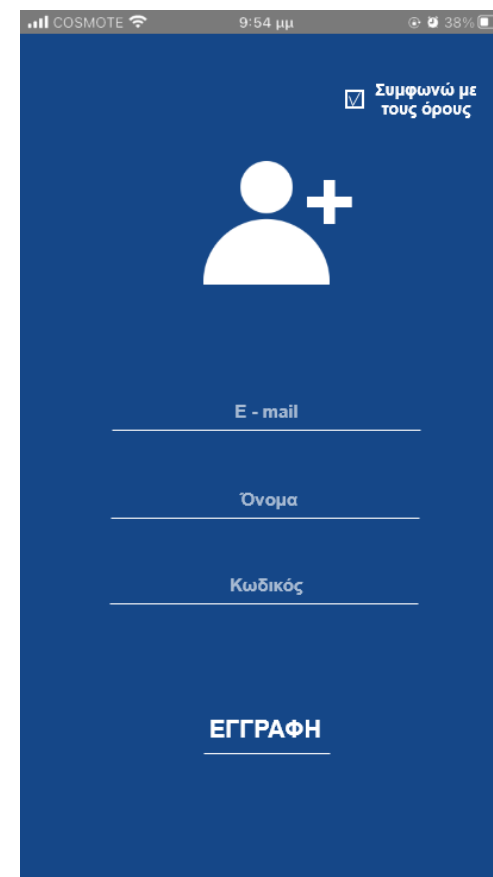 COSMOTE 9:54 μμ 38%
Συμφωνώ με
τους όρους
E - mail
Όνομα
Κωδικός
ΕΓΓΡΑΦΗ